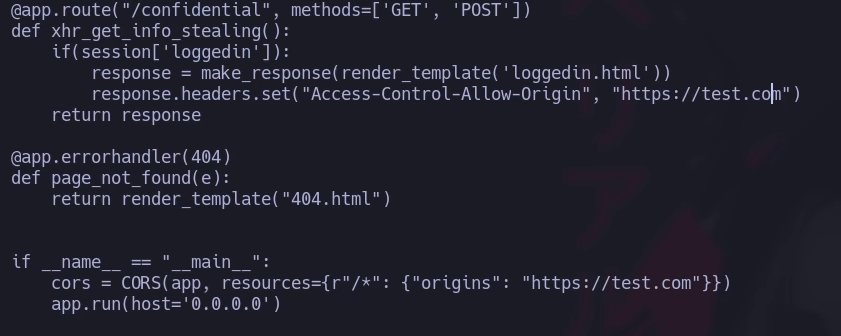 @app.route("/confidential", methods=['GET', 'POST'])
def xhr_get_info_stealing():
    if(session['loggedin']):
        response = make_response(render_template('loggedin.html'))
        response.headers.set("Access-Control-Allow-Origin", "https://test.com")
    return response

@app.errorhandler(404)
def page_not_found(e):
    return render_template("404.html")


if __name__ == "__main__":
    cors = CORS(app, resources={r"/*": {"origins": "https://test.com"}})
    app.run(host='0.0.0.0')